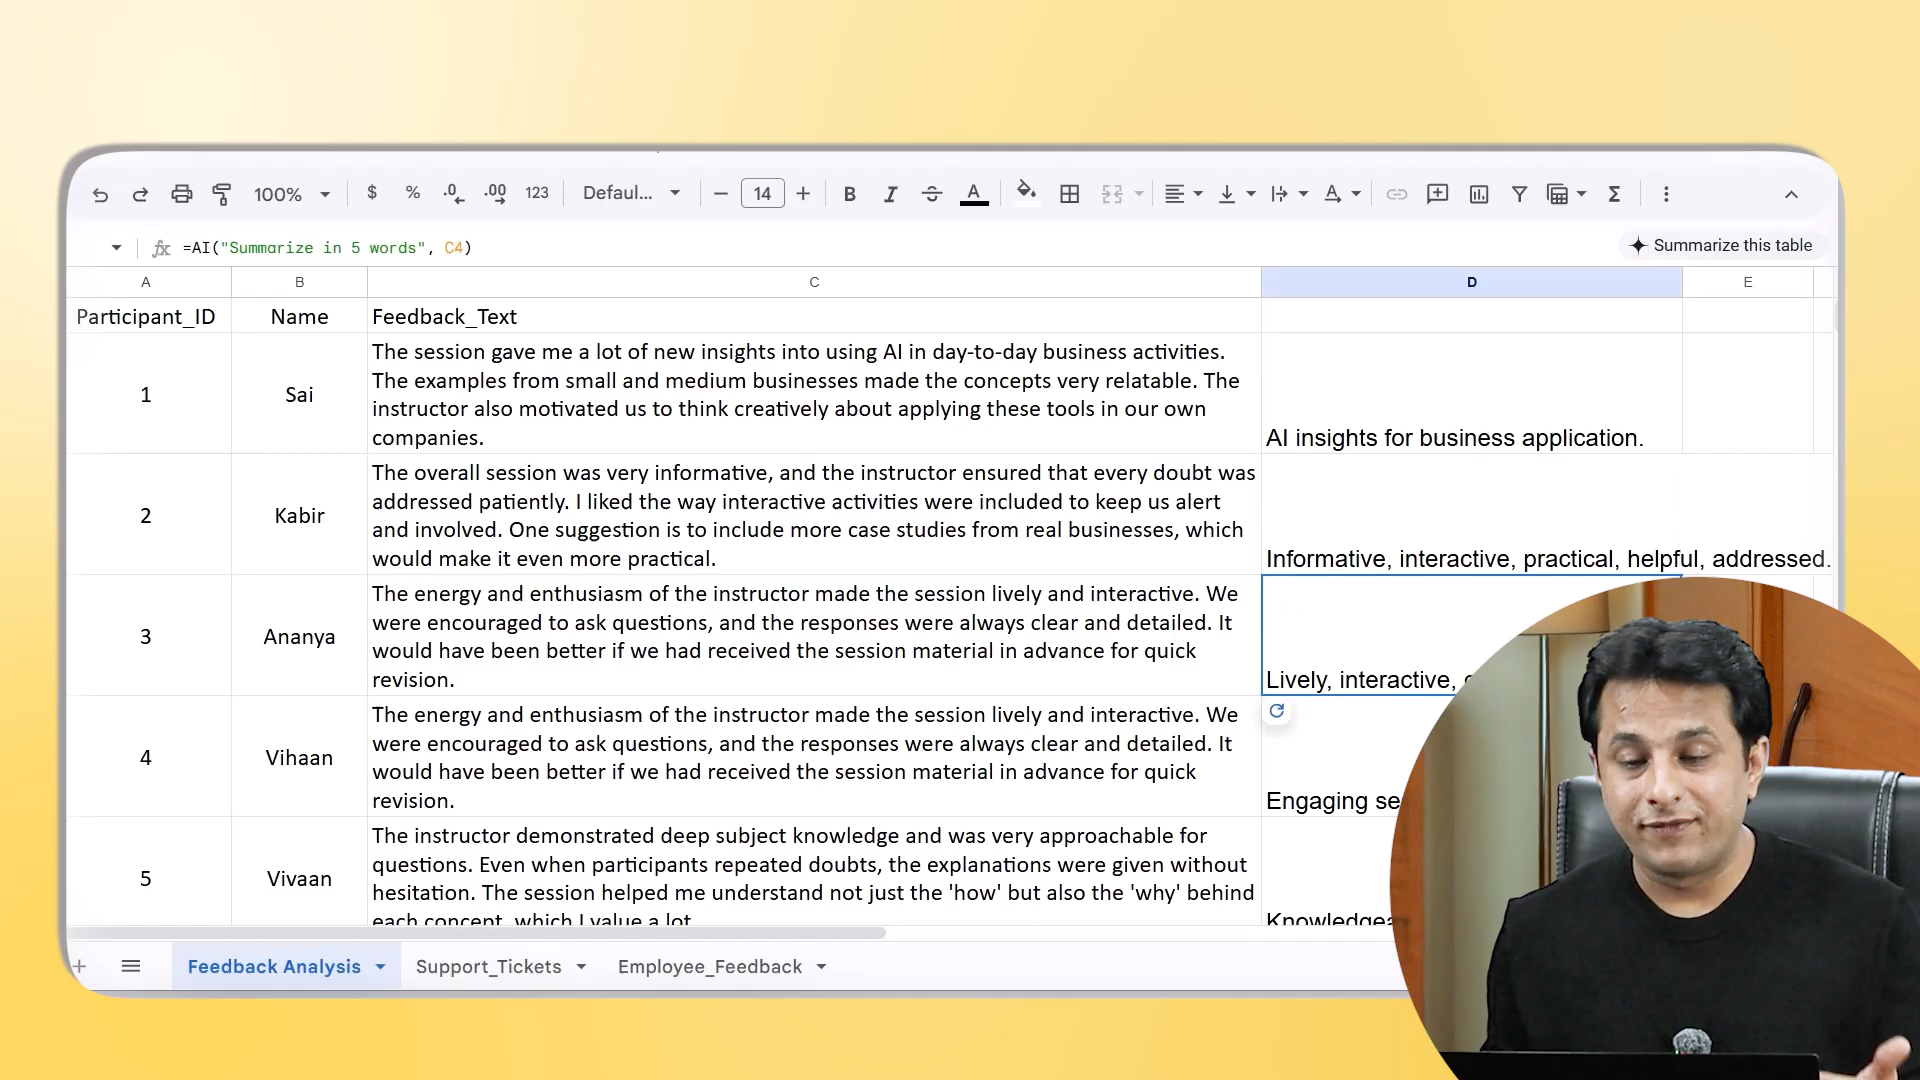 100%
$
%
.0
.00
123
Defaul...
14
B
I
A
=AI("Summarize in 5 words", C4)
Summarize this table
A
B
C
D
E
Participant_ID
Name
Feedback_Text
1
Sai
The session gave me a lot of new insights into using AI in day-to-day business activities.
The examples from small and medium businesses made the concepts very relatable. The
instructor also motivated us to think creatively about applying these tools in our own
companies.
AI insights for business application.
2
Kabir
The overall session was very informative, and the instructor ensured that every doubt was
addressed patiently. I liked the way interactive activities were included to keep us alert
and involved. One suggestion is to include more case studies from real businesses, which
would make it even more practical.
Informative, interactive, practical, helpful, addressed.
3
Ananya
The energy and enthusiasm of the instructor made the session lively and interactive. We
were encouraged to ask questions, and the responses were always clear and detailed. It
would have been better if we had received the session material in advance for quick
revision.
Lively, interactive,
4
Vihaan
The energy and enthusiasm of the instructor made the session lively and interactive. We
were encouraged to ask questions, and the responses were always clear and detailed. It
would have been better if we had received the session material in advance for quick
revision.
Engaging se
5
Vivaan
The instructor demonstrated deep subject knowledge and was very approachable for
questions. Even when participants repeated doubts, the explanations were given without
hesitation. The session helped me understand not just the 'how' but also the 'why' behind
each concept, which I value a lot.
Feedback Analysis
Support_Tickets
Employee_Feedback